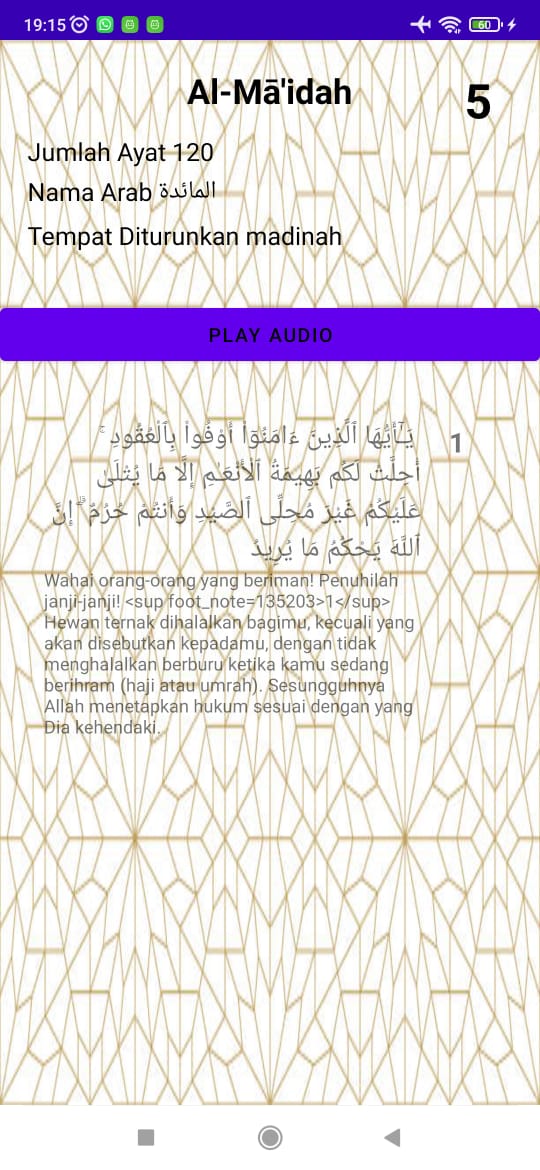 19:15
60
Al-Mā'idah
5
Jumlah Ayat 120
Nama Arab المائدة
Tempat Diturunkan madinah
PLAY AUDIO
يَـٰٓأَيُّهَا ٱلَّذِينَ ءَامَنُوٓا۟ أَوْفُوا۟ بِٱلْعُقُودِ ۚ
1
أُحِلَّتْ لَكُم بَهِيمَةُ ٱلْأَنْعَـٰمِ إِلَّا مَا يُتْلَىٰ
عَلَيْكُمْ غَيْرَ مُحِلِّى ٱلصَّيْدِ وَأَنتُمْ حُرُمٌ ۗ إِنَّ
ٱللَّهَ يَحْكُمُ مَا يُرِيدُ
Wahai orang-orang yang beriman! Penuhilah
janji-janji! <sup foot_note=135203>1</sup>
Hewan ternak dihalalkan bagimu, kecuali yang
akan disebutkan kepadamu, dengan tidak
menghalalkan berburu ketika kamu sedang
berihram (haji atau umrah). Sesungguhnya
Allah menetapkan hukum sesuai dengan yang
Dia kehendaki.